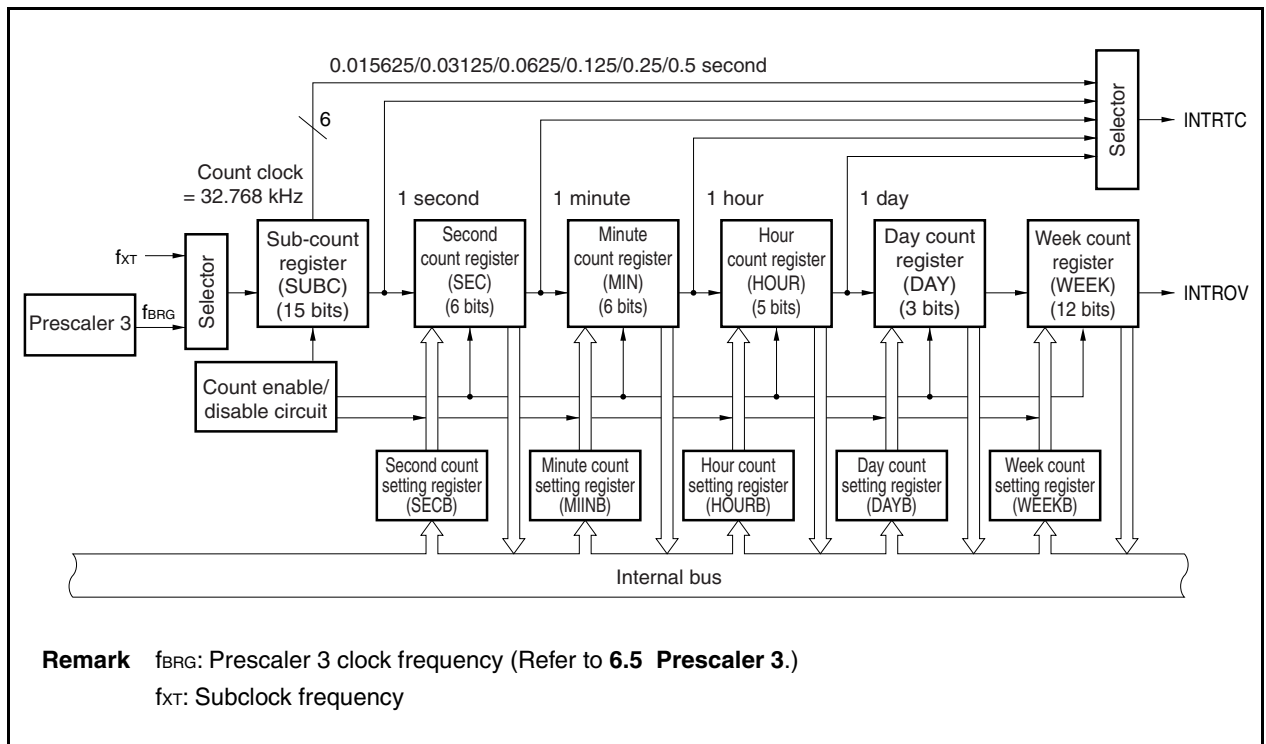 0.015625/0.03125/0.0625/0.125/0.25/0.5 second
6
Selector
INTRTC
Count clock
= 32.768 kHz
1 second
1 minute
1 hour
1 day
fXT
Prescaler 3
fBRG
Selector
Sub-count
register
(SUBC)
(15 bits)
Second
count register
(SEC)
(6 bits)
Minute
count register
(MIN)
(6 bits)
Hour
count register
(HOUR)
(5 bits)
Day count
register
(DAY)
(3 bits)
Week count
register
(WEEK)
(12 bits)
INTROV
Count enable/
disable circuit
Second count
setting register
(SECB)
Minute count
setting register
(MIINB)
Hour count
setting register
(HOURB)
Day count
setting register
(DAYB)
Week count
setting register
(WEEKB)
Internal bus
Remark fBRG: Prescaler 3 clock frequency (Refer to 6.5 Prescaler 3.)
fXT: Subclock frequency